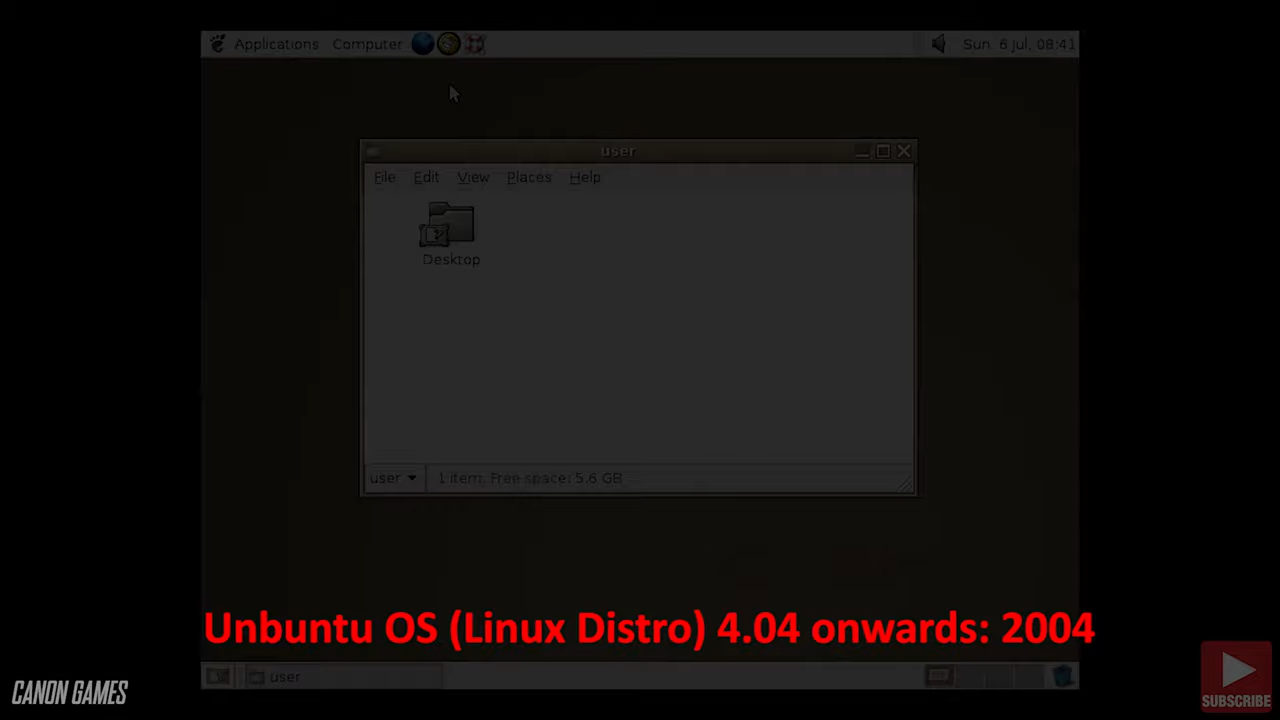 Applications Computer Sun. 6 Jul, 08:41
user
File Edit View Places Help
Desktop
user 1 item, Free space: 5.6 GB
Unbuntu OS (Linux Distro) 4.04 onwards: 2004
user
CANON GAMES
SUBSCRIBE